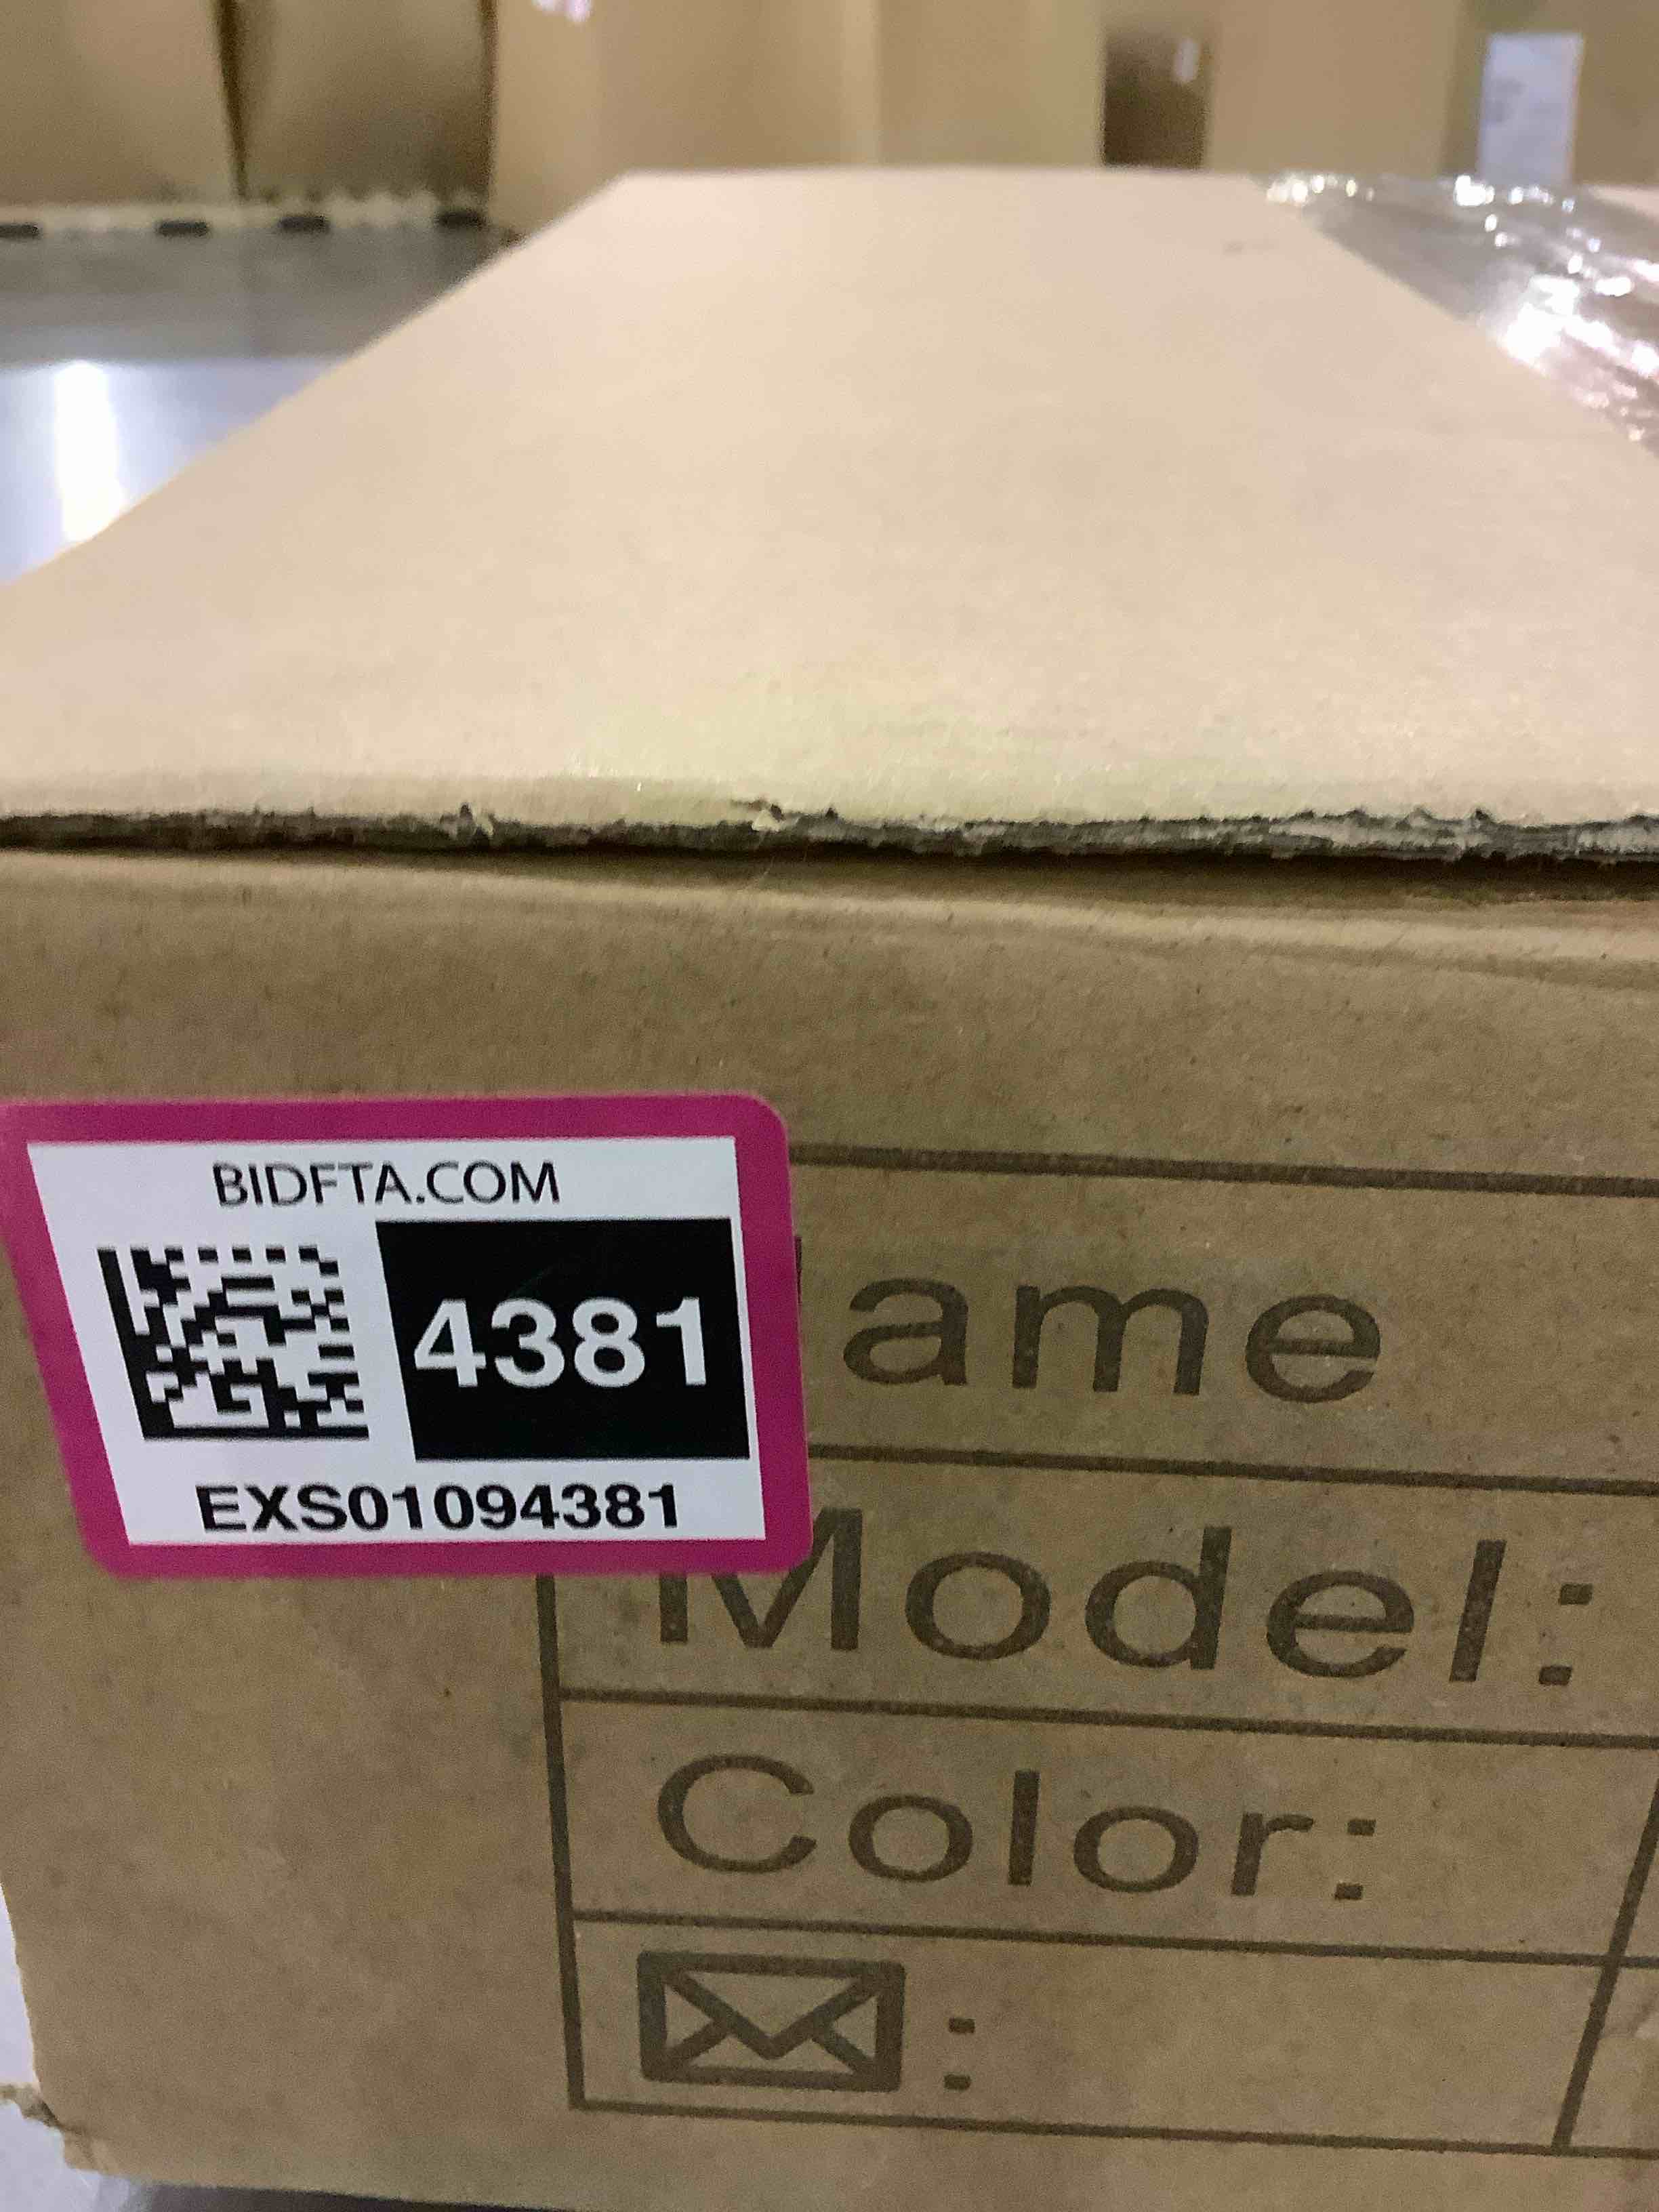 BIDFTA.COM
4381
EXS01094381
ame
Model:
Color:
: